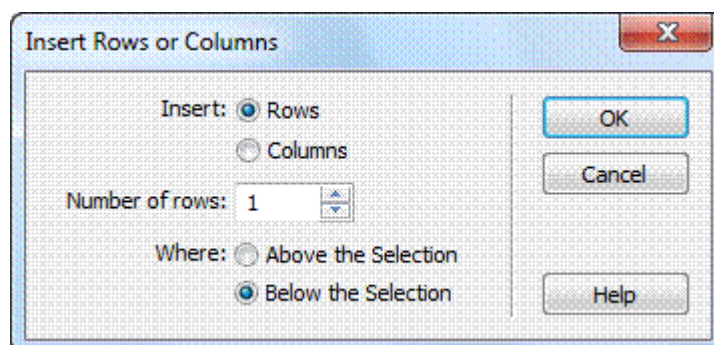 Insert Rows or Columns
Insert: Rows
Columns
Number of rows: 1
Where: Above the Selection
Below the Selection
OK
Cancel
Help